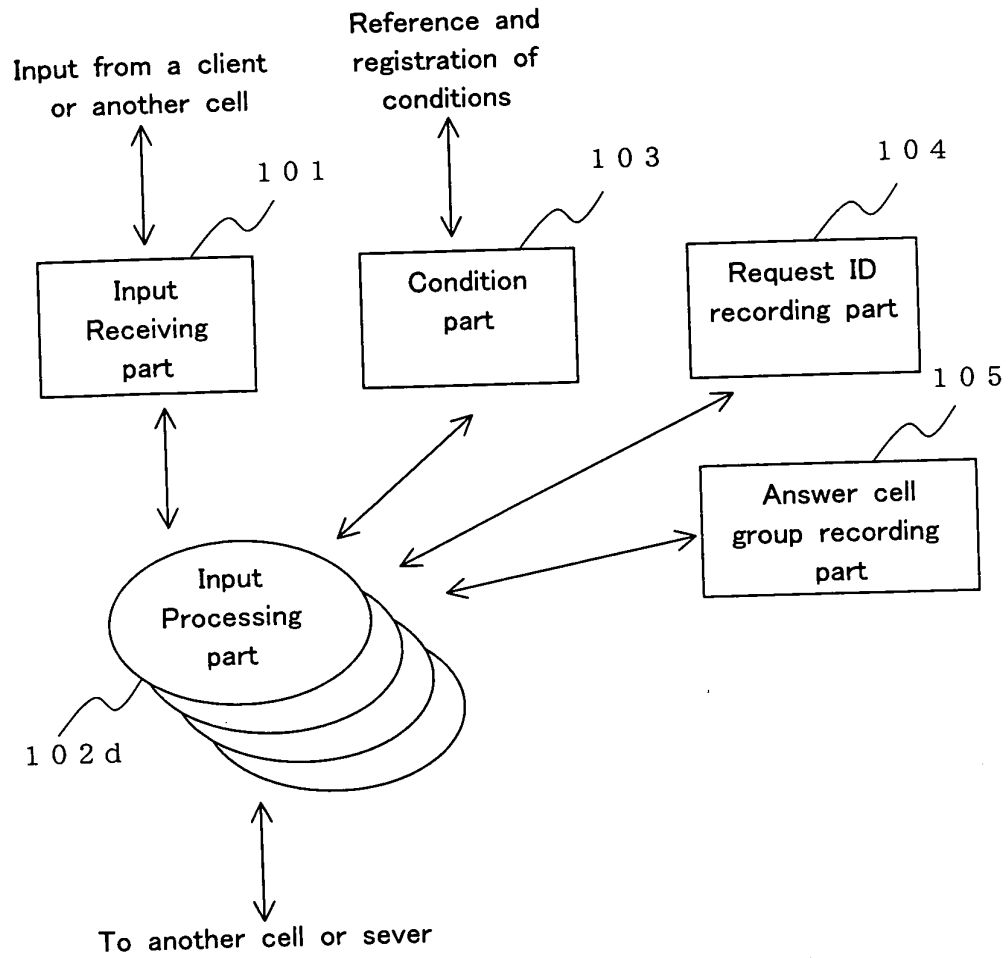 Input from a client
or another cell
Reference and
registration of
conditions
１０１
１０３
１０４
Input
Receiving
part
Condition
part
Request ID
recording part
１０５
Answer cell
group recording
part
Input
Processing
part
１０２ｄ
To another cell or sever